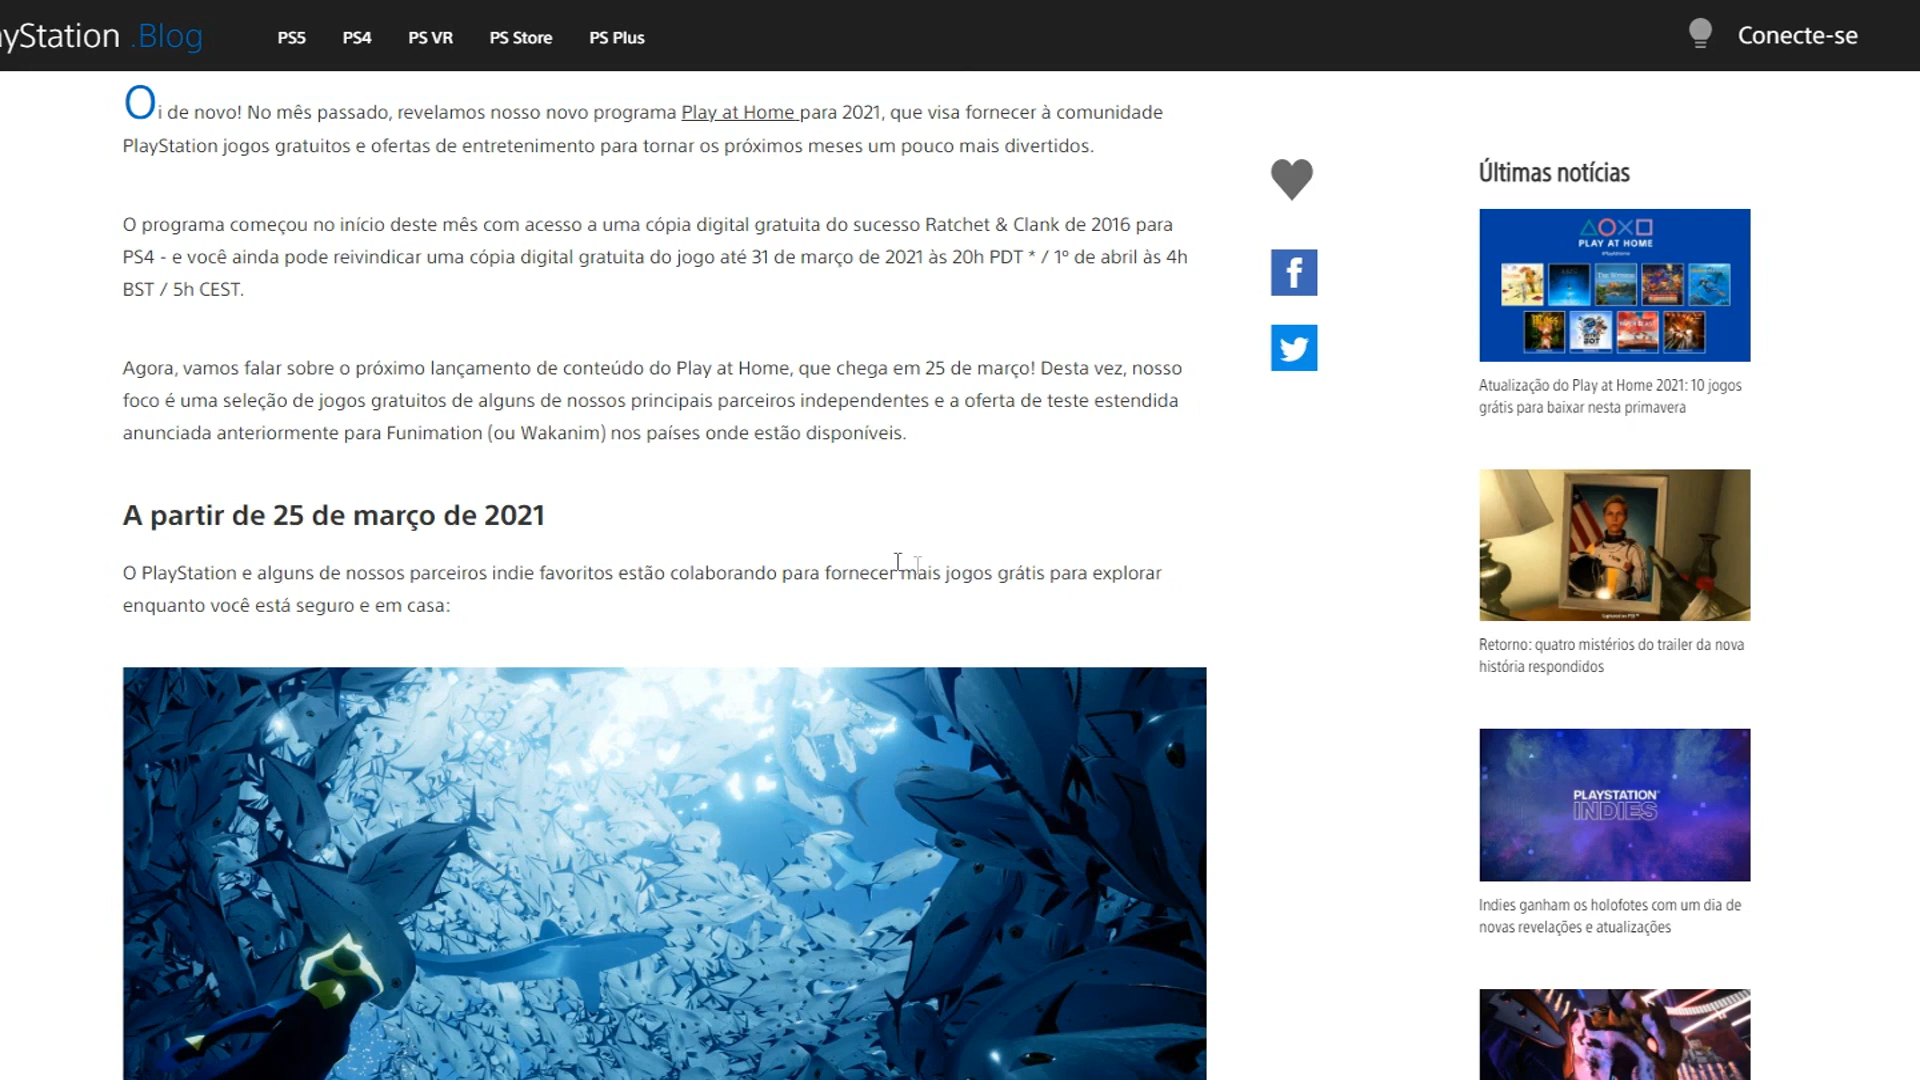 yStation .Blog
PS5
PS4
PS VR
PS Store
PS Plus
Conecte-se
Oi de novo! No mês passado, revelamos nosso novo programa Play at Home para 2021, que visa fornecer à comunidade
PlayStation jogos gratuitos e ofertas de entretenimento para tornar os próximos meses um pouco mais divertidos.
O programa começou no início deste mês com acesso a uma cópia digital gratuita do sucesso Ratchet & Clank de 2016 para
PS4 - e você ainda pode reivindicar uma cópia digital gratuita do jogo até 31 de março de 2021 às 20h PDT * / 1º de abril às 4h
BST / 5h CEST.
Agora, vamos falar sobre o próximo lançamento de conteúdo do Play at Home, que chega em 25 de março! Desta vez, nosso
foco é uma seleção de jogos gratuitos de alguns de nossos principais parceiros independentes e a oferta de teste estendida
anunciada anteriormente para Funimation (ou Wakanim) nos países onde estão disponíveis.
A partir de 25 de março de 2021
O PlayStation e alguns de nossos parceiros indie favoritos estão colaborando para fornecer mais jogos grátis para explorar
enquanto você está seguro e em casa:
Últimas notícias
PLAY AT HOME
Atualização do Play at Home 2021: 10 jogos
grátis para baixar nesta primavera
Retorno: quatro mistérios do trailer da nova
história respondidos
PLAYSTATION
INDIES
Indies ganham os holofotes com um dia de
novas revelações e atualizações